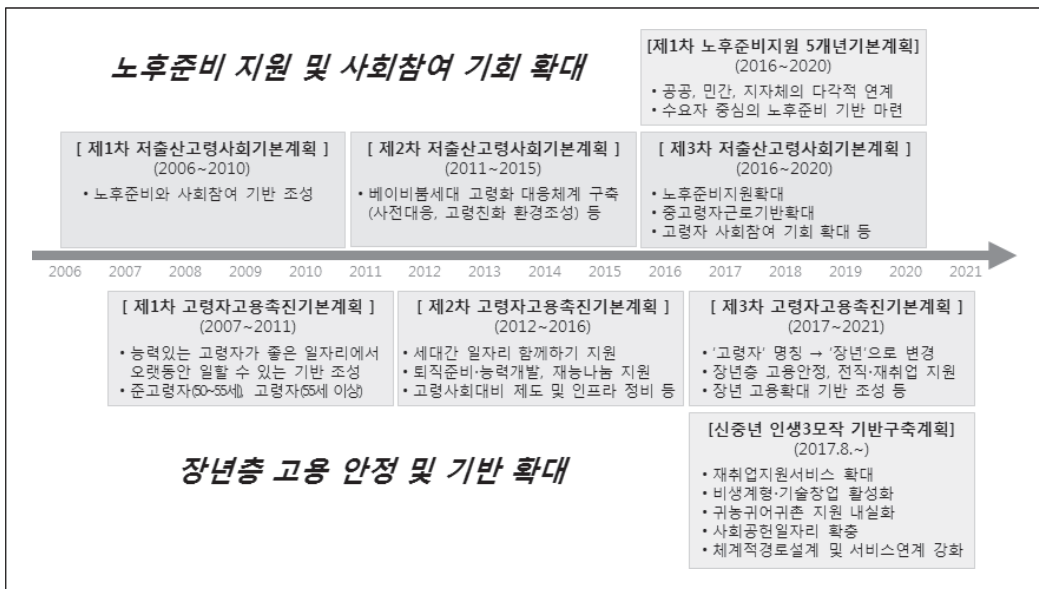 노후준비 지원 및 사회참여 기회 확대
[제1차 노후준비지원 5개년기본계획]
(2016~2020)
• 공공, 민간, 지자체의 다각적 연계
• 수요자 중심의 노후준비 기반 마련
[ 제1차 저출산고령사회기본계획 ]
(2006~2010)
• 노후준비와 사회참여 기반 조성
[ 제2차 저출산고령사회기본계획 ]
(2011~2015)
• 베이비붐세대 고령화 대응체계 구축
(사전대응, 고령친화 환경조성) 등
[ 제3차 저출산고령사회기본계획 ]
(2016~2020)
• 노후준비지원확대
• 중고령자근로기반확대
• 고령자 사회참여 기회 확대 등
2006 2007 2008 2009 2010 2011 2012 2013 2014 2015 2016 2017 2018 2019 2020 2021
[ 제1차 고령자고용촉진기본계획 ]
(2007~2011)
• 능력있는 고령자가 좋은 일자리에서
오랫동안 일할 수 있는 기반 조성
• 준고령자(50~55세), 고령자(55세 이상)
[ 제2차 고령자고용촉진기본계획 ]
(2012~2016)
• 세대간 일자리 함께하기 지원
• 퇴직준비·능력개발, 재능나눔 지원
• 고령사회대비 제도 및 인프라 정비 등
[ 제3차 고령자고용촉진기본계획 ]
(2017~2021)
• '고령자' 명칭 → '장년'으로 변경
• 장년층 고용안정, 전직·재취업 지원
• 장년 고용확대 기반 조성 등
장년층 고용 안정 및 기반 확대
[신중년 인생3모작 기반구축계획]
(2017.8.~)
• 재취업지원서비스 확대
• 비생계형·기술창업 활성화
• 귀농귀어귀촌 지원 내실화
• 사회공헌일자리 확충
• 체계적경로설계 및 서비스연계 강화